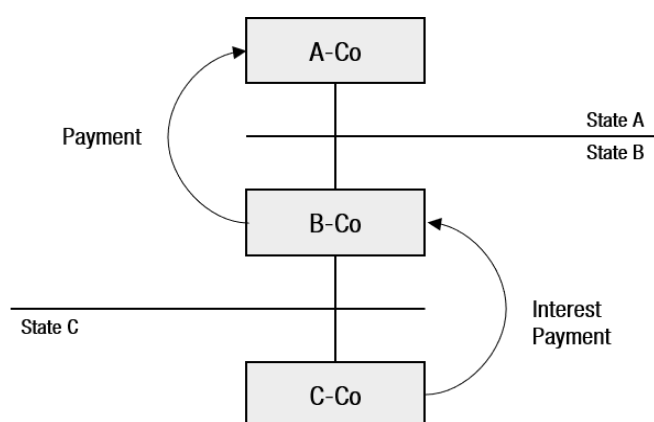 A-Co
State A
Payment
State B
B-Co
Interest
Payment
State C
C-Co